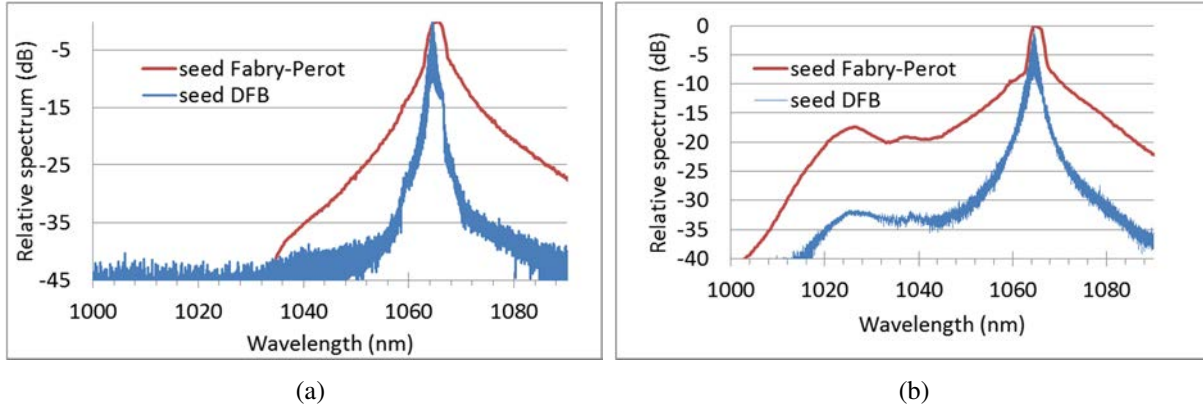 Relative spectrum (dB)
-5
-15
-25
-35
-45
seed Fabry-Perot
seed DFB
1000 1020 1040 1060 1080
Wavelength (nm)
(a)
Relative spectrum (dB)
0
-5
-10
-15
-20
-25
-30
-35
-40
seed Fabry-Perot
seed DFB
1000 1020 1040 1060 1080
Wavelength (nm)
(b)